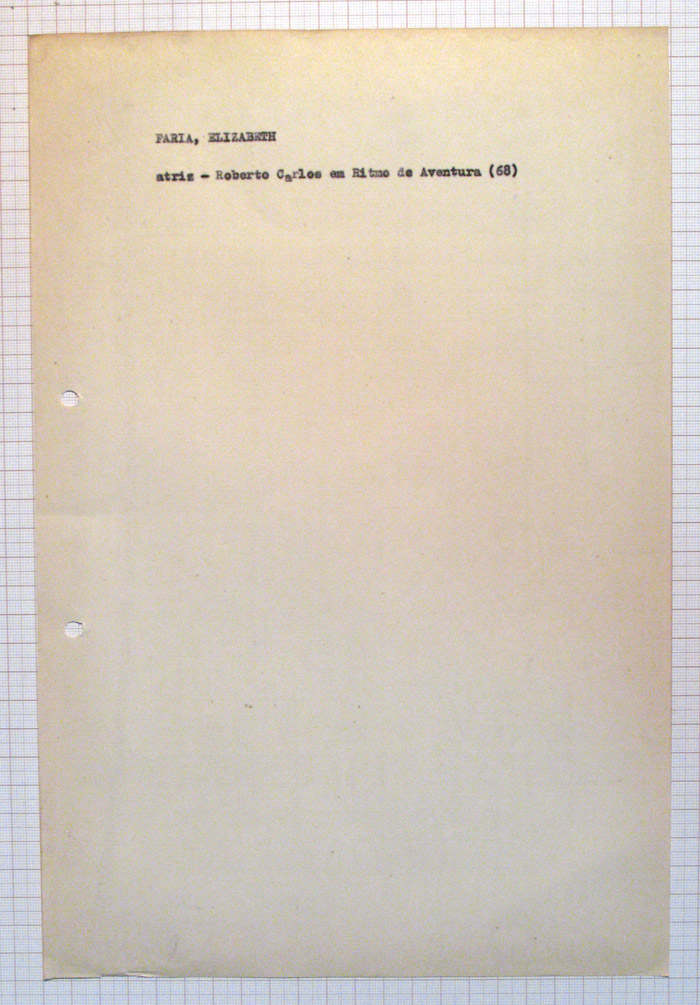 FARIA, ELIZABETH
atriz - Roberto Carlos em Ritmo de Aventura (68)